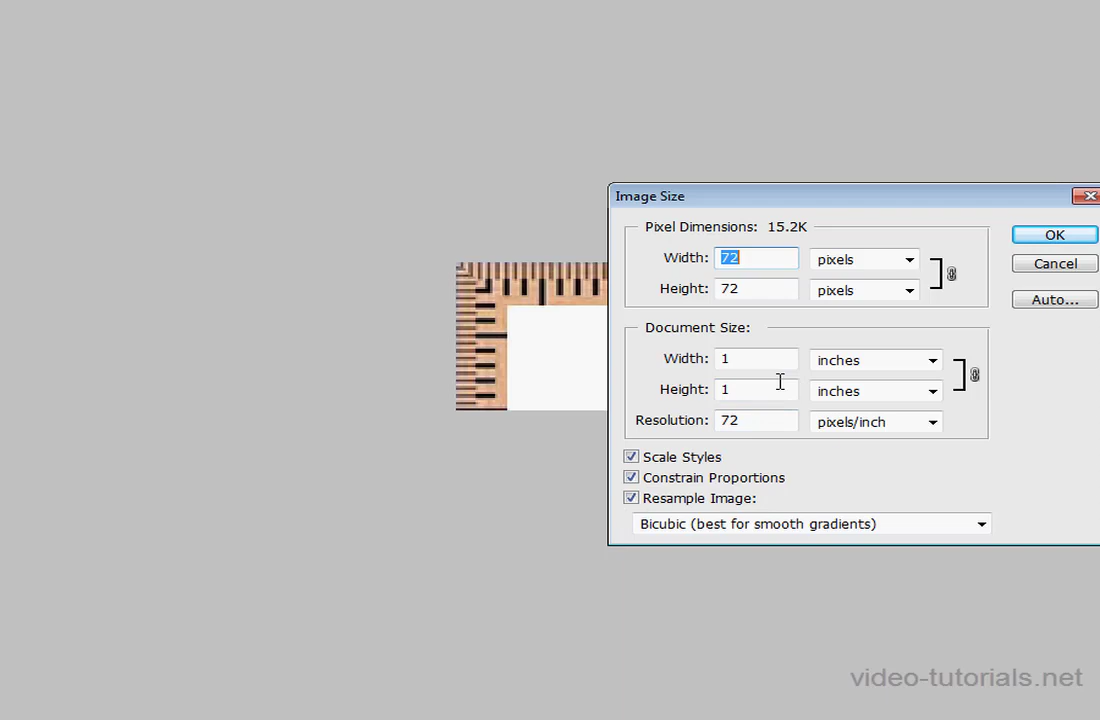 Image Size
Pixel Dimensions: 15.2K
OK
Width: 72 pixels
Cancel
Height: 72 pixels
Auto...
Document Size:
Width: 1 inches
Height: 1 inches
Resolution: 72 pixels/inch
Scale Styles
Constrain Proportions
Resample Image:
Bicubic (best for smooth gradients)
video-tutorials.net